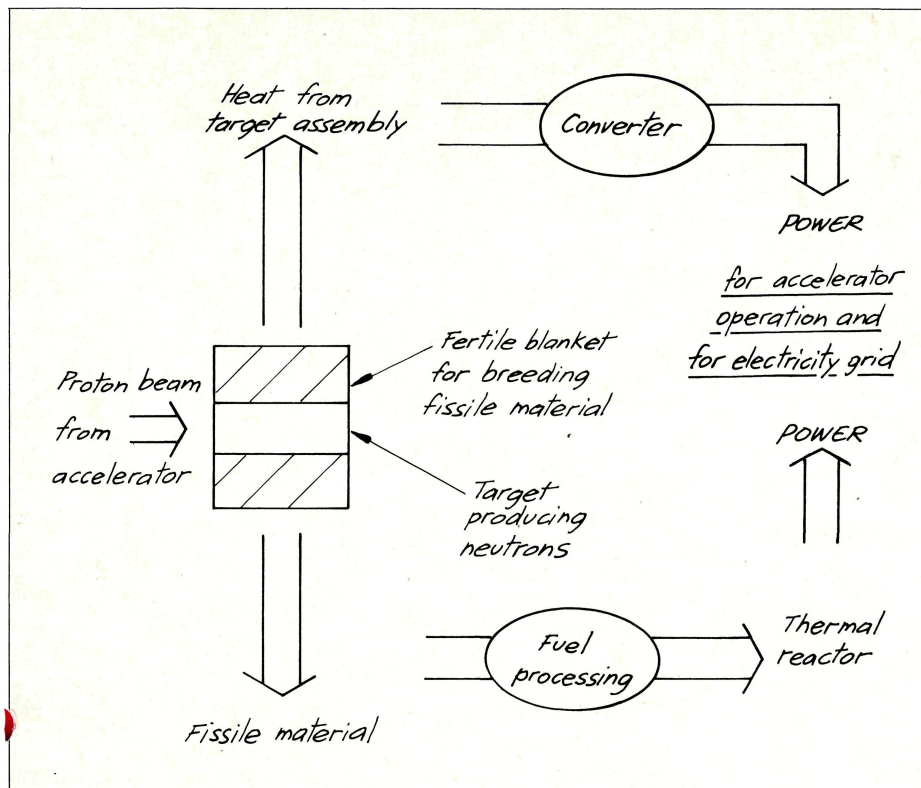 Heat from
target assembly
Converter
POWER
for accelerator
operation and
for electricity grid
Proton beam
from
accelerator
Fertile blanket
for breeding
fissile material
Target
producing
neutrons
POWER
Fuel
processing
Thermal
reactor
Fissile material